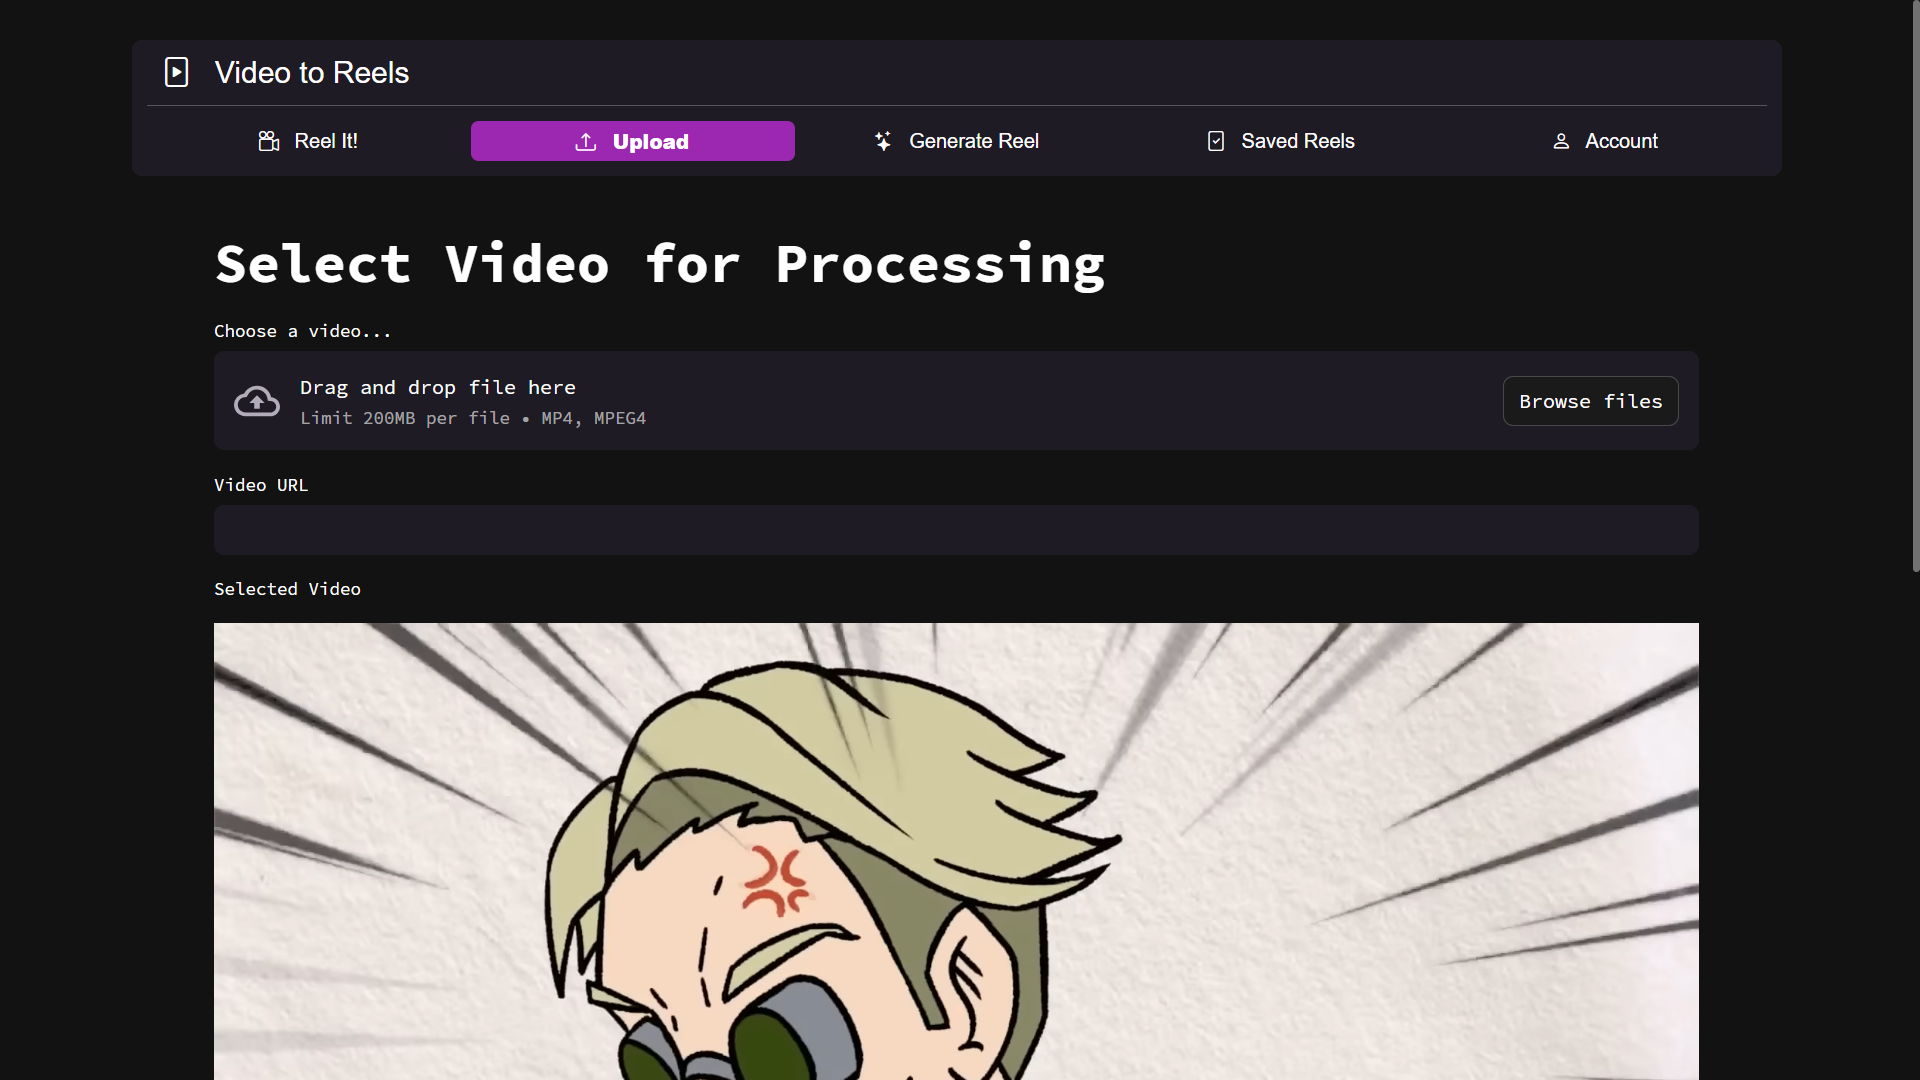 Video to Reels
Reel It!
Upload
Generate Reel
Saved Reels
Account
Select Video for Processing
Choose a video...
Drag and drop file here
Limit 200MB per file • MP4, MPEG4
Browse files
Video URL
Selected Video